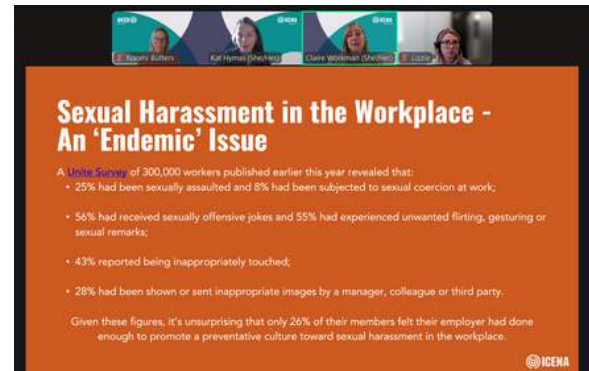 ICENA
ICENA
Naomi Butters
Kat Hymas (She/Her)
Claire Workman (She/Her)
Lizzie
Sexual Harassment in the Workplace -
An ‘Endemic’ Issue
A Unite Survey of 300,000 workers published earlier this year revealed that:
• 25% had been sexually assaulted and 8% had been subjected to sexual coercion at work;
• 56% had received sexually offensive jokes and 55% had experienced unwanted flirting, gesturing or
sexual remarks;
• 43% reported being inappropriately touched;
• 28% had been shown or sent inappropriate images by a manager, colleague or third party.
Given these figures, it's unsurprising that only 26% of their members felt their employer had done
enough to promote a preventative culture toward sexual harassment in the workplace.
ICENA